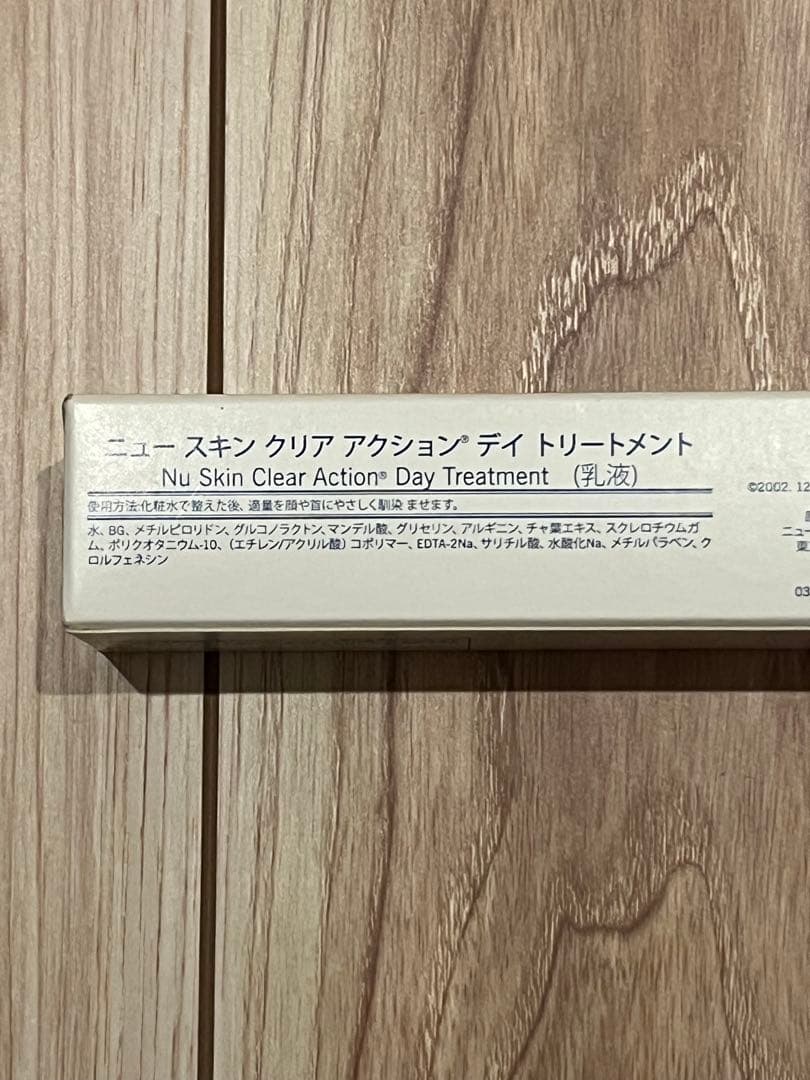 ニュー スキン クリア アクション® デイ トリートメント
Nu Skin Clear Action® Day Treatment (乳液)
使用方法:化粧水で整えた後、適量を顔や首にやさしく馴染ませます。
水、BG、メチルピロリドン、グルコノラクトン、マンデル酸、グリセリン、アルギニン、チャ葉エキス、スクレロチウムガ
ム、ポリクオタニウム-10、(エチレン/アクリル酸)コポリマー、EDTA-2Na、サリチル酸、水酸化Na、メチルパラベン、ク
ロルフェネシン
©2002. 12
ニュー
東
03